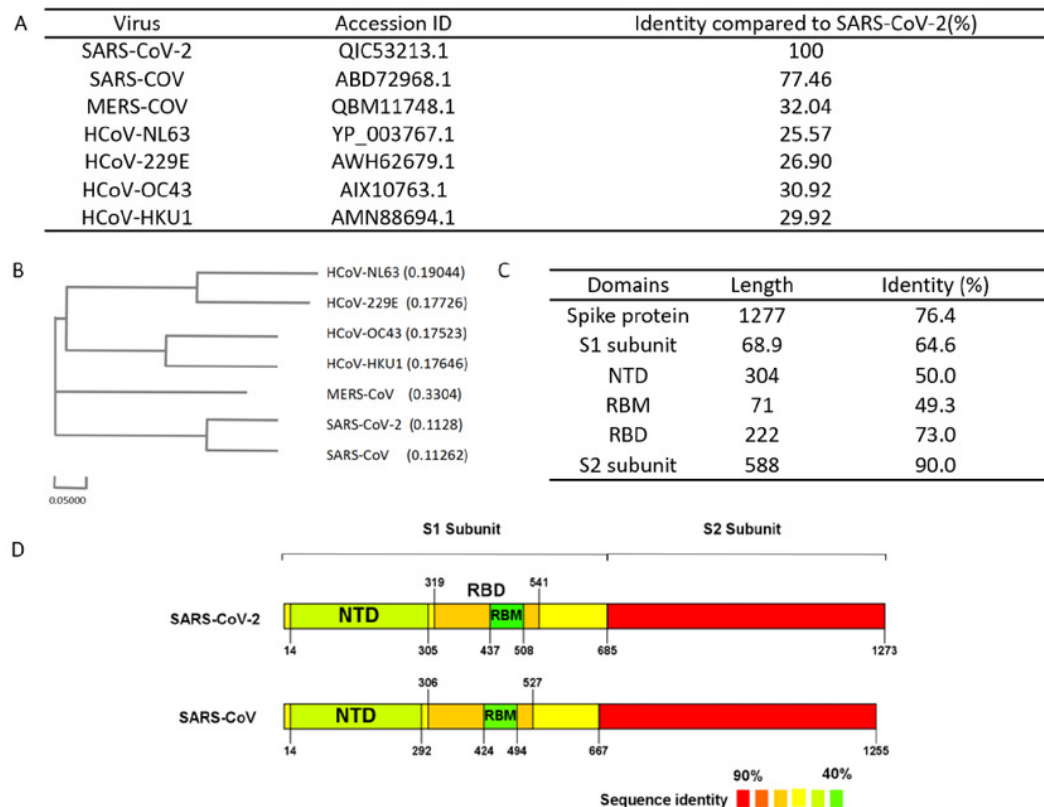 A
Virus Accession ID Identity compared to SARS-CoV-2(%)
SARS-CoV-2 QIC53213.1 100
SARS-COV ABD72968.1 77.46
MERS-COV QBM11748.1 32.04
HCoV-NL63 YP_003767.1 25.57
HCoV-229E AWH62679.1 26.90
HCoV-OC43 AIX10763.1 30.92
HCoV-HKU1 AMN88694.1 29.92
B
HCoV-NL63 (0.19044)
HCoV-229E (0.17726)
HCoV-OC43 (0.17523)
HCoV-HKU1 (0.17646)
MERS-CoV (0.3304)
SARS-CoV-2 (0.1128)
SARS-CoV (0.11262)
0.05000
C
Domains Length Identity (%)
Spike protein 1277 76.4
S1 subunit 68.9 64.6
NTD 304 50.0
RBM 71 49.3
RBD 222 73.0
S2 subunit 588 90.0
D
S1 Subunit S2 Subunit
319 RBD 541
SARS-CoV-2 NTD RBM
14 305 437 508 685 1273
306 527
SARS-CoV NTD RBM
14 292 424 494 667 1255
90% 40%
Sequence identity